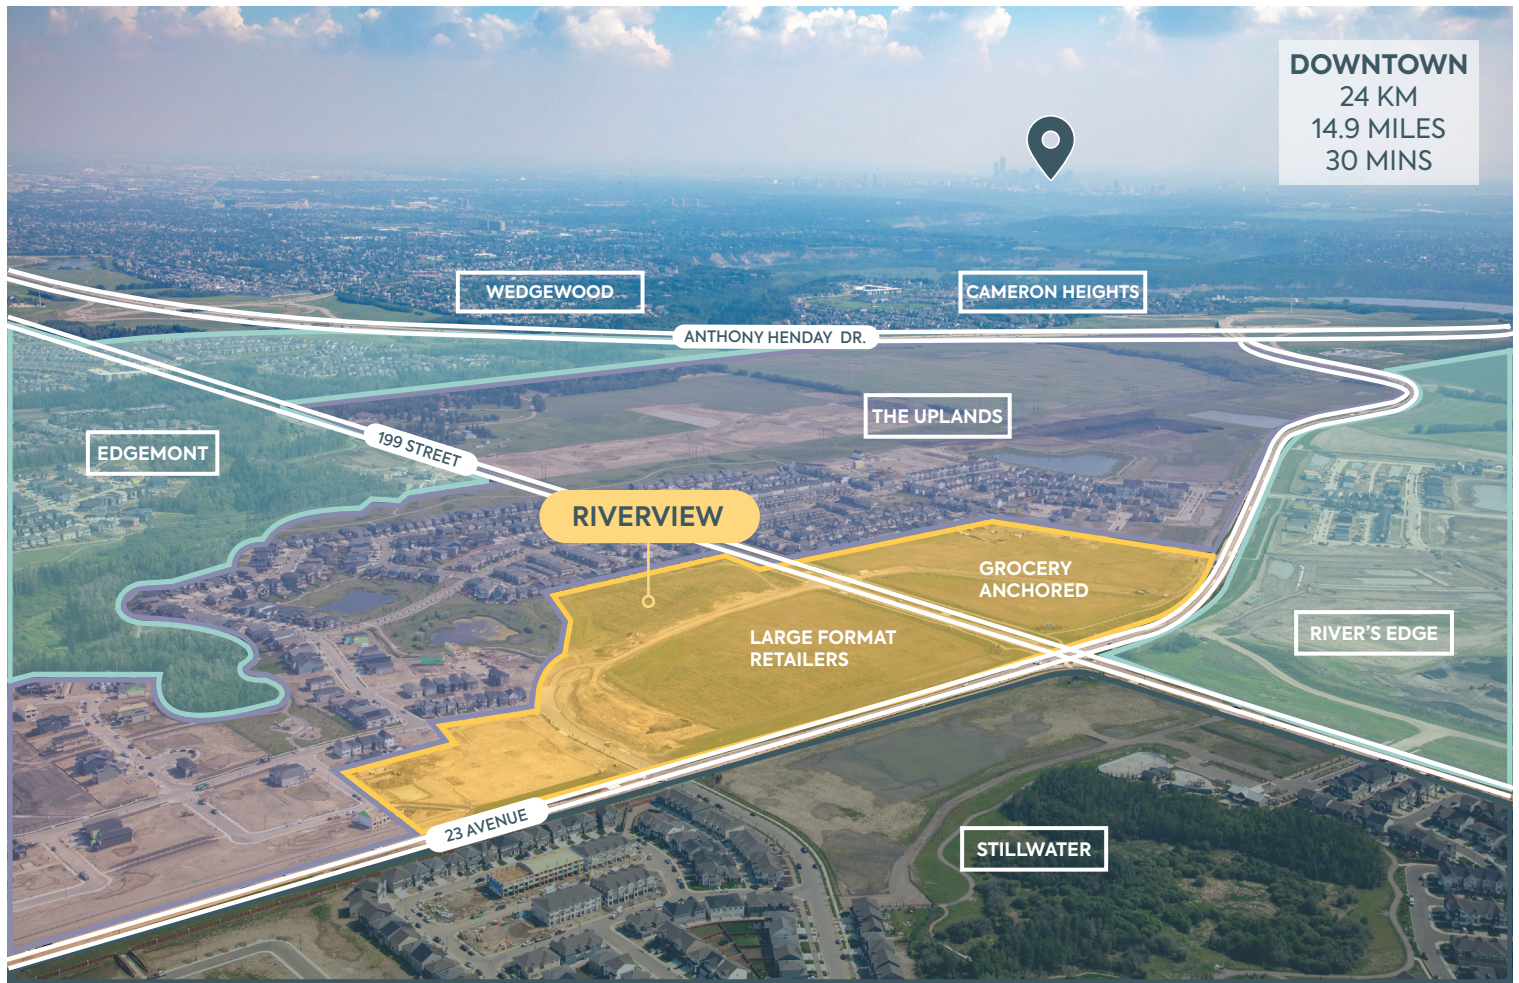 DOWNTOWN
24 KM
14.9 MILES
30 MINS
WEDGEWOOD
CAMERON HEIGHTS
ANTHONY HENDAY DR.
THE UPLANDS
199 STREET
EDGEMONT
RIVERVIEW
GROCERY
ANCHORED
LARGE FORMAT
RETAILERS
RIVER'S EDGE
23 AVENUE
STILLWATER